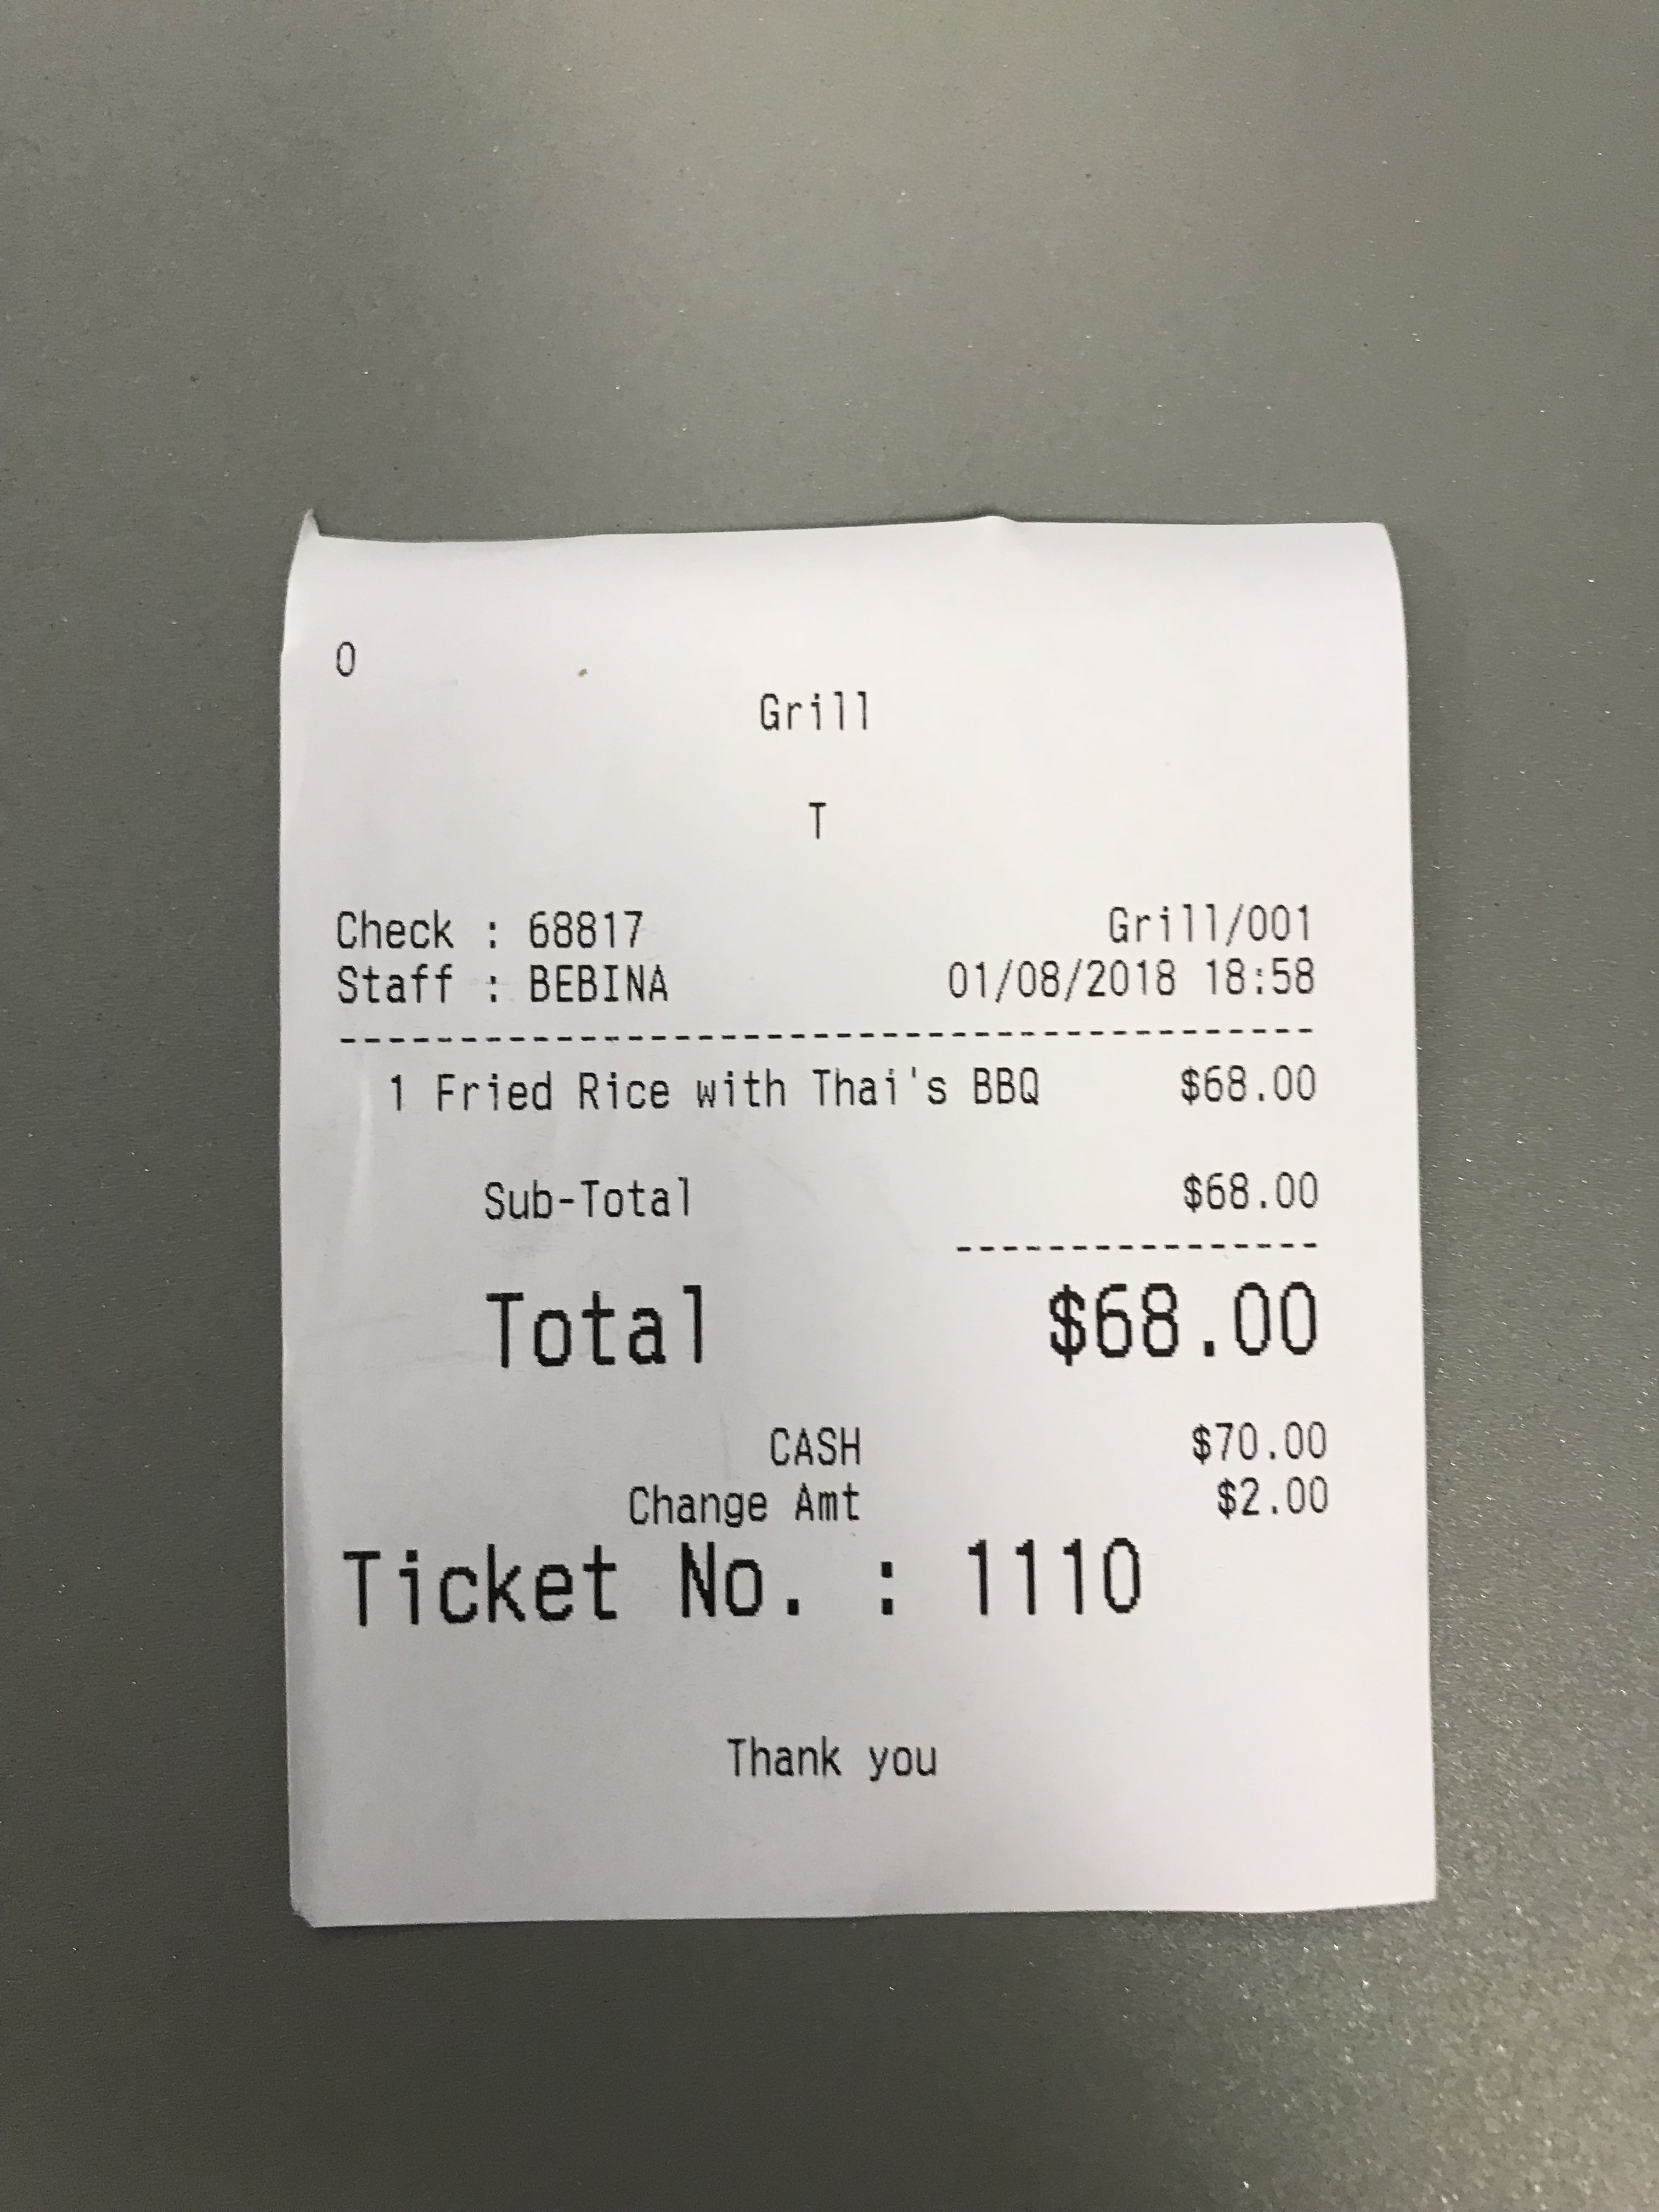 0
Grill
T
Check : 68817 Grill/001
Staff : BEBINA 01/08/2018 18:58
----------------------------------------
1 Fried Rice with Thai's BBQ $68.00
Sub-Total $68.00
----------------
Total $68.00
CASH $70.00
Change Amt $2.00
Ticket No. : 1110
Thank you